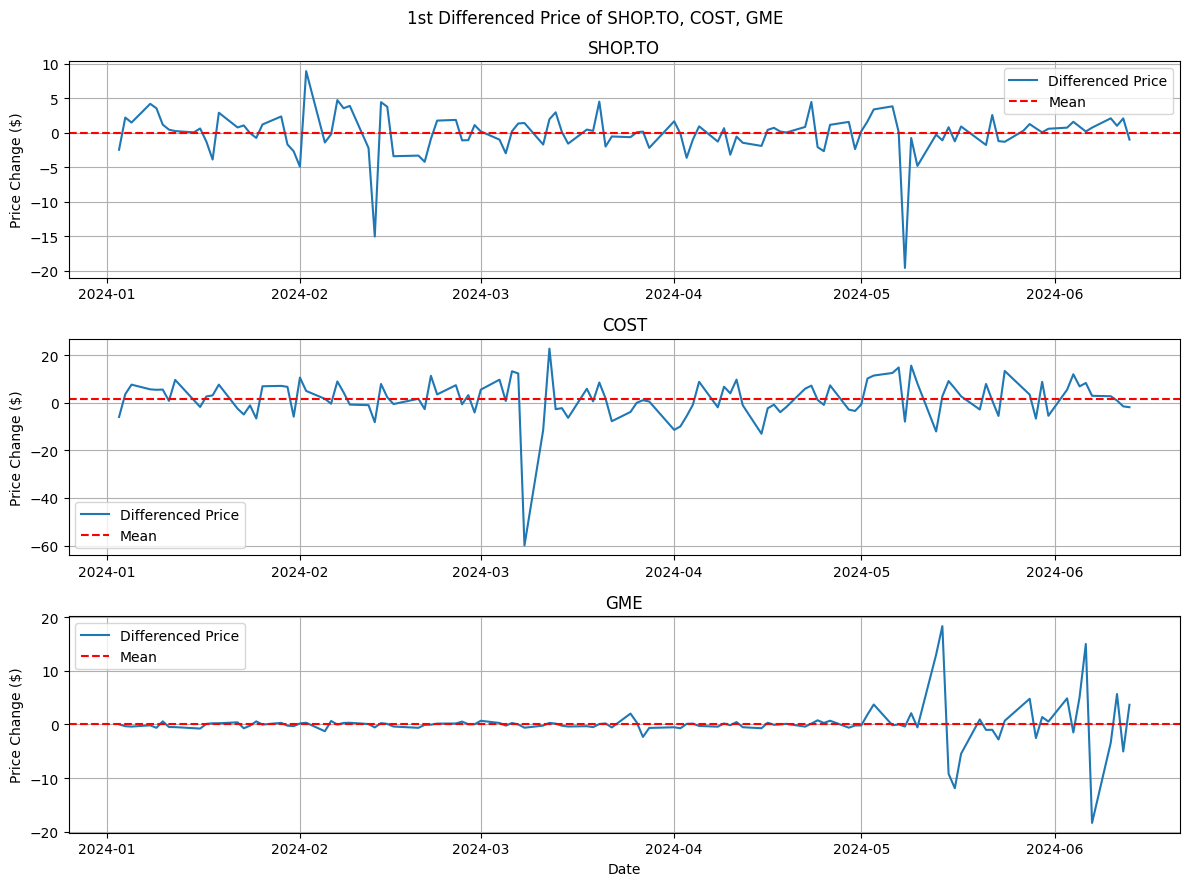 1st Differenced Price of SHOP.TO, COST, GME
SHOP.TO
Price Change ($)
10
5
0
−5
−10
−15
−20
Differenced Price
Mean
2024-01 2024-02 2024-03 2024-04 2024-05 2024-06
COST
Price Change ($)
20
0
−20
−40
−60
Differenced Price
Mean
2024-01 2024-02 2024-03 2024-04 2024-05 2024-06
GME
Price Change ($)
20
10
0
−10
−20
Differenced Price
Mean
2024-01 2024-02 2024-03 2024-04 2024-05 2024-06
Date